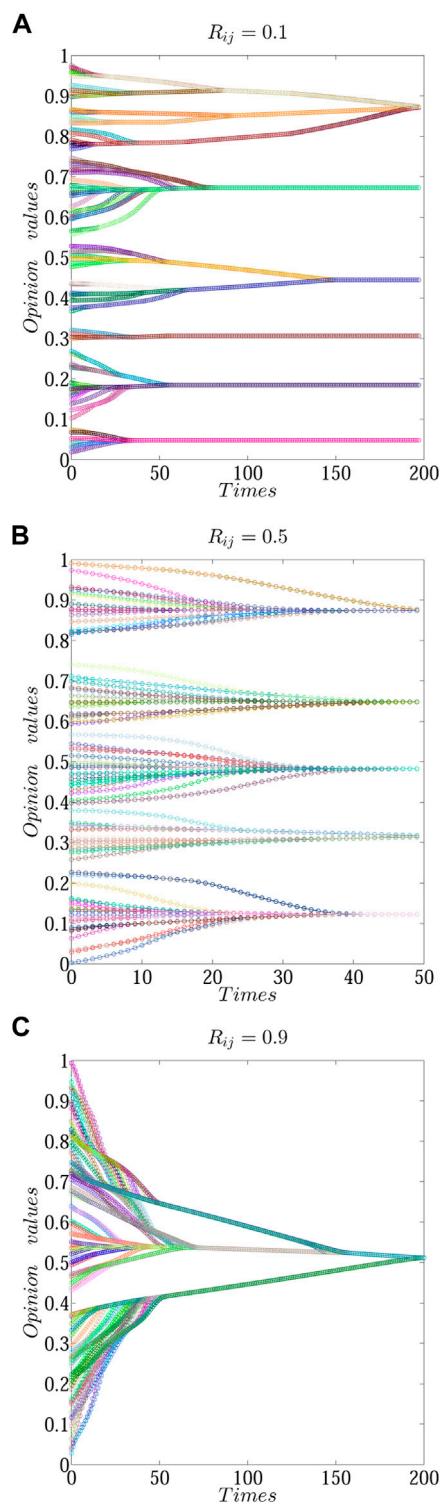 A
R_{ij} = 0.1
1
0.9
0.8
0.7
0.6
0.5
0.4
0.3
0.2
0.1
0
Opinion values
0 50 100 150 200
Times
B
R_{ij} = 0.5
1
0.9
0.8
0.7
0.6
0.5
0.4
0.3
0.2
0.1
0
Opinion values
0 10 20 30 40 50
Times
C
R_{ij} = 0.9
1
0.9
0.8
0.7
0.6
0.5
0.4
0.3
0.2
0.1
0
Opinion values
0 50 100 150 200
Times